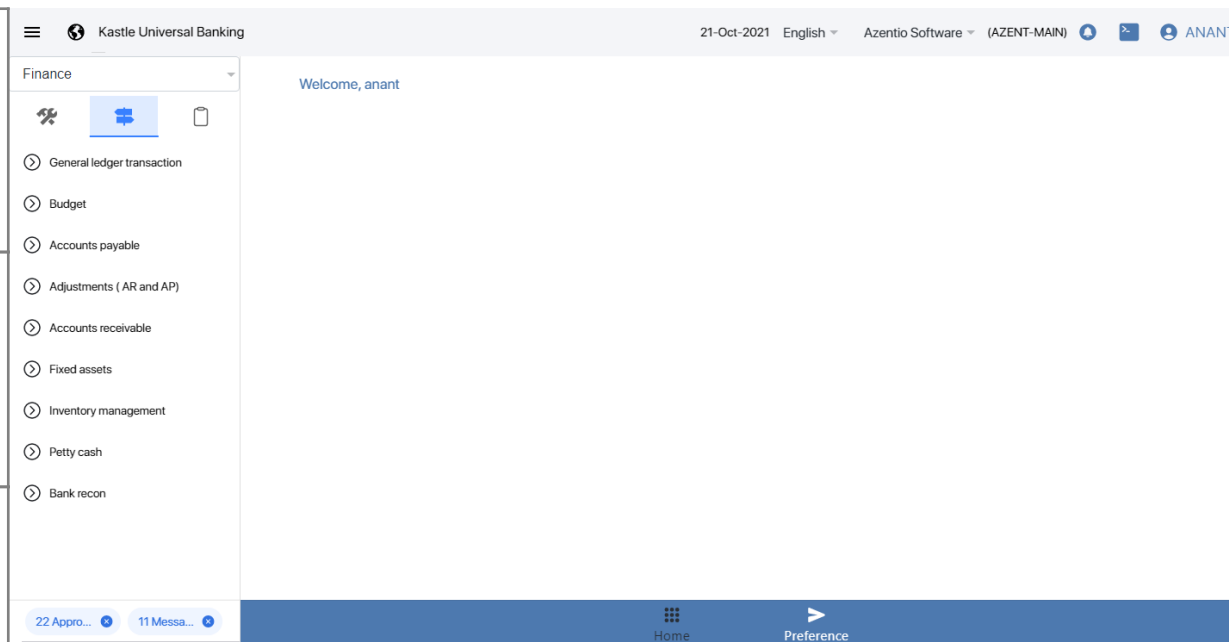 Kastle Universal Banking
21-Oct-2021 English Azentio Software (AZENT-MAIN) ANANT
Finance
Welcome, anant
General ledger transaction
Budget
Accounts payable
Adjustments ( AR and AP)
Accounts receivable
Fixed assets
Inventory management
Petty cash
Bank recon
22 Appro... 11 Messa...
Home Preference